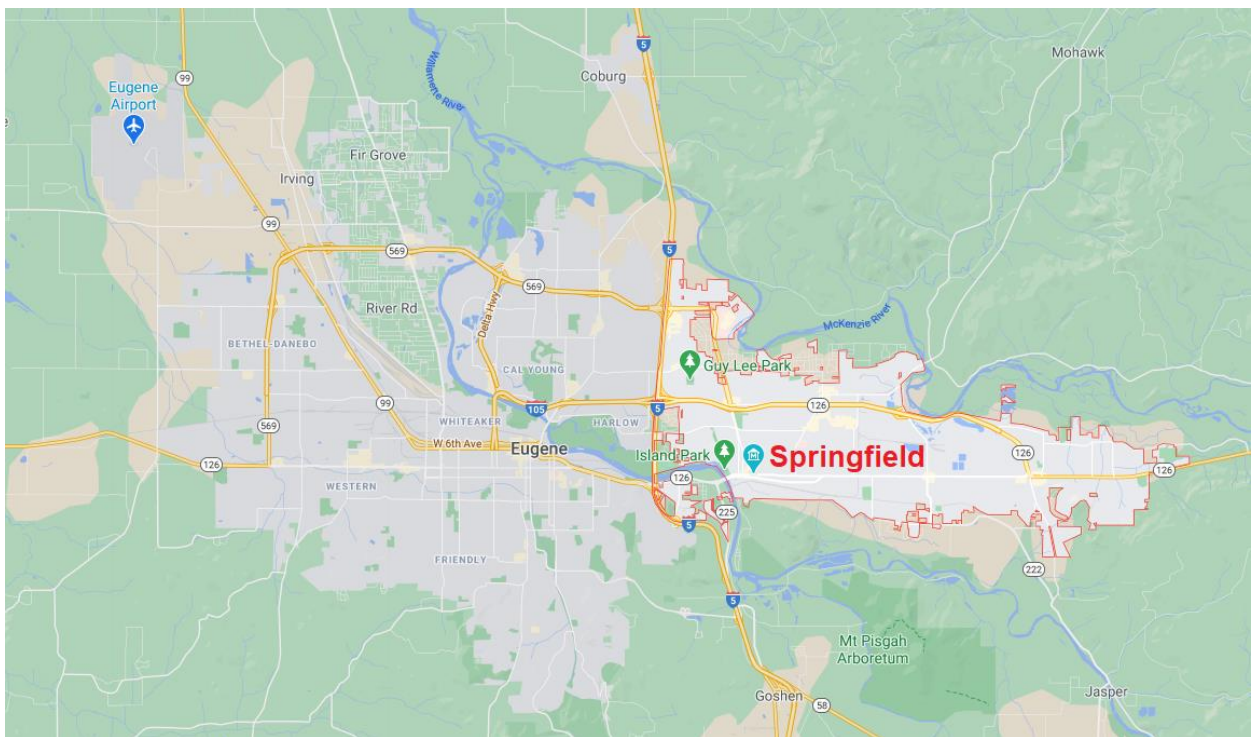 5
Mohawk
Coburg
99
Willamette River
Eugene
Airport
Fir Grove
Irving
99
569
5
569
River Rd
Delta Hwy
McKenzie River
BETHEL-DANEBO
CAL YOUNG
Guy Lee Park
99
105
5
126
WHITEAKER
HARLOW
569
W 6th Ave
Eugene
Island Park
Springfield
126
126
126
126
WESTERN
225
5
FRIENDLY
222
5
Mt Pisgah
Arboretum
Goshen
Jasper
58